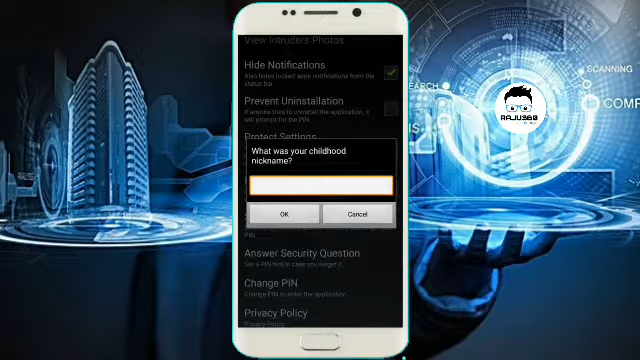 View Intruders Photos
Hide Notifications
Also hides locked apps notifications from the
status bar
Prevent Uninstallation
If anyone tries to uninstall the application, it
will prompt for the PIN
Protect Settings
What was your childhood
nickname?
OK
Cancel
PIN
Answer Security Question
Set a PIN hint in case you forget it.
Change PIN
Change PIN to enter the application
Privacy Policy
Privacy Policy
SCANNING
RAJU360